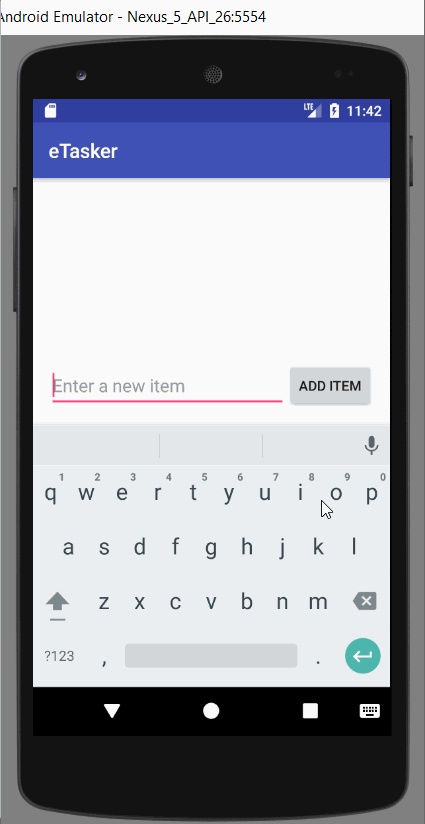 Android Emulator - Nexus_5_API_26:5554
LTE 11:42
eTasker
Enter a new item ADD ITEM
1 2 3 4 5 6 7 8 9 0
q w e r t y u i o p
a s d f g h j k l
z x c v b n m
?123 , .